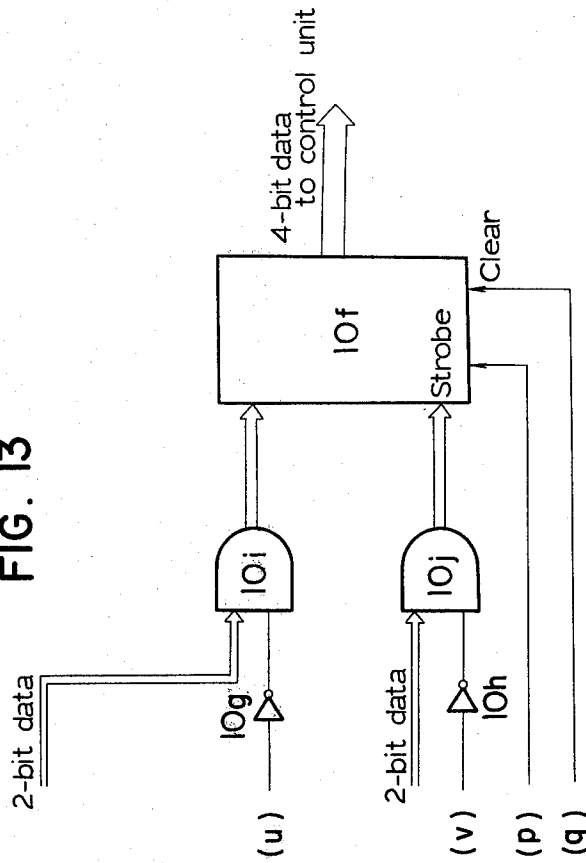 FIG. 13
2-bit data
10g
(u)
10i
4-bit data
to control unit
10f
2-bit data
10j
Strobe
Clear
10h
(v)
(p)
(q)